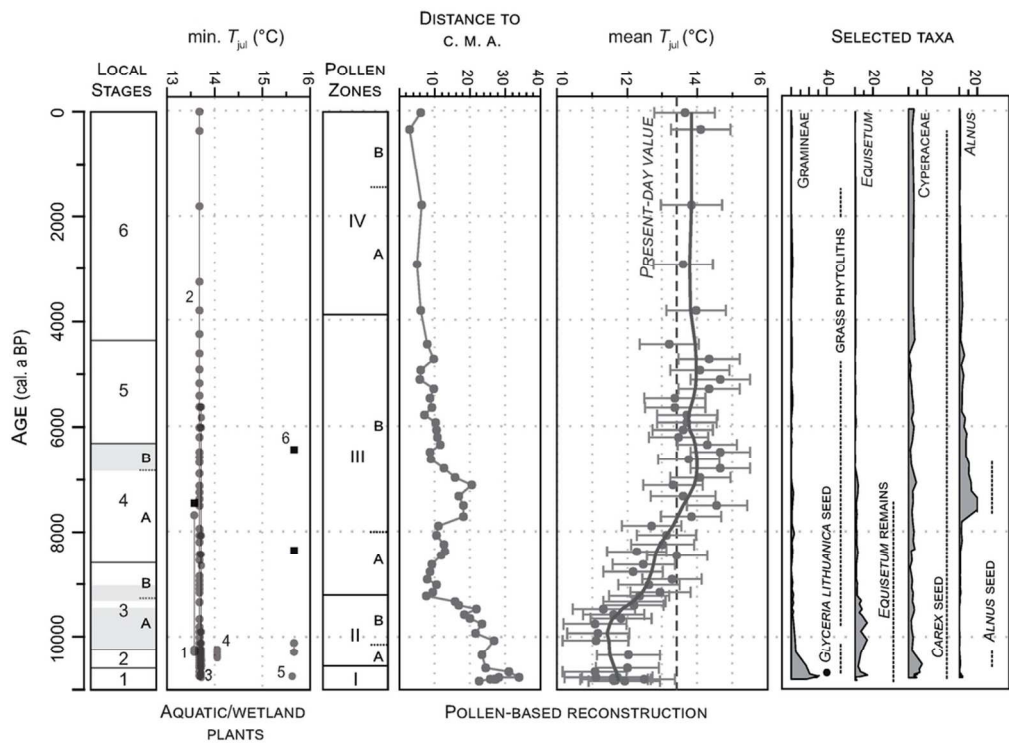 DISTANCE TO
C. M. A.
min. Tjul (°C)
mean Tjul (°C)
SELECTED TAXA
LOCAL
STAGES
13 14 15 16
POLLEN
ZONES
0 10 20 30 40
10 12 14 16
40
20
20
20
AGE (cal. a BP)
0
2000
4000
6000
8000
10000
6
5
B
4
A
B
3
A
2
1
2
6
1
4
3
5
B
IV
A
B
III
A
B
II
A
I
PRESENT-DAY VALUE
GRAMINEAE
GLYCERIA LITHUANICA SEED
GRASS PHYTOLITHS
EQUISETUM
EQUISETUM REMAINS
CYPERACEAE
CAREX SEED
ALNUS
ALNUS SEED
AQUATIC/WETLAND
PLANTS
POLLEN-BASED RECONSTRUCTION